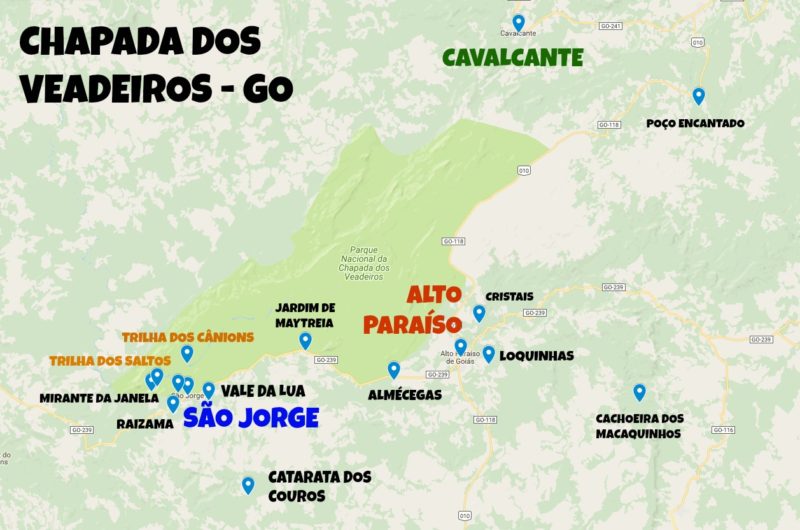 CHAPADA DOS
VEADEIROS - GO
Cavalcante
CAVALCANTE
GO-241
POÇO ENCANTADO
GO-118
010
010
GO-118
Parque
Nacional da
Chapada dos
Veadeiros
GO-239
ALTO
PARAÍSO
CRISTAIS
GO-239
JARDIM DE
MAYTREIA
TRILHA DOS CÂNIONS
Alto Paraíso
de Goiás
LOQUINHAS
TRILHA DOS SALTOS
GO-239
GO-239
MIRANTE DA JANELA
São Jorge
VALE DA LUA
ALMÉCEGAS
RAIZAMA
SÃO JORGE
GO-118
CACHOEIRA DOS
MACAQUINHOS
GO-239
GO-116
CATARATA DOS
COUROS
010